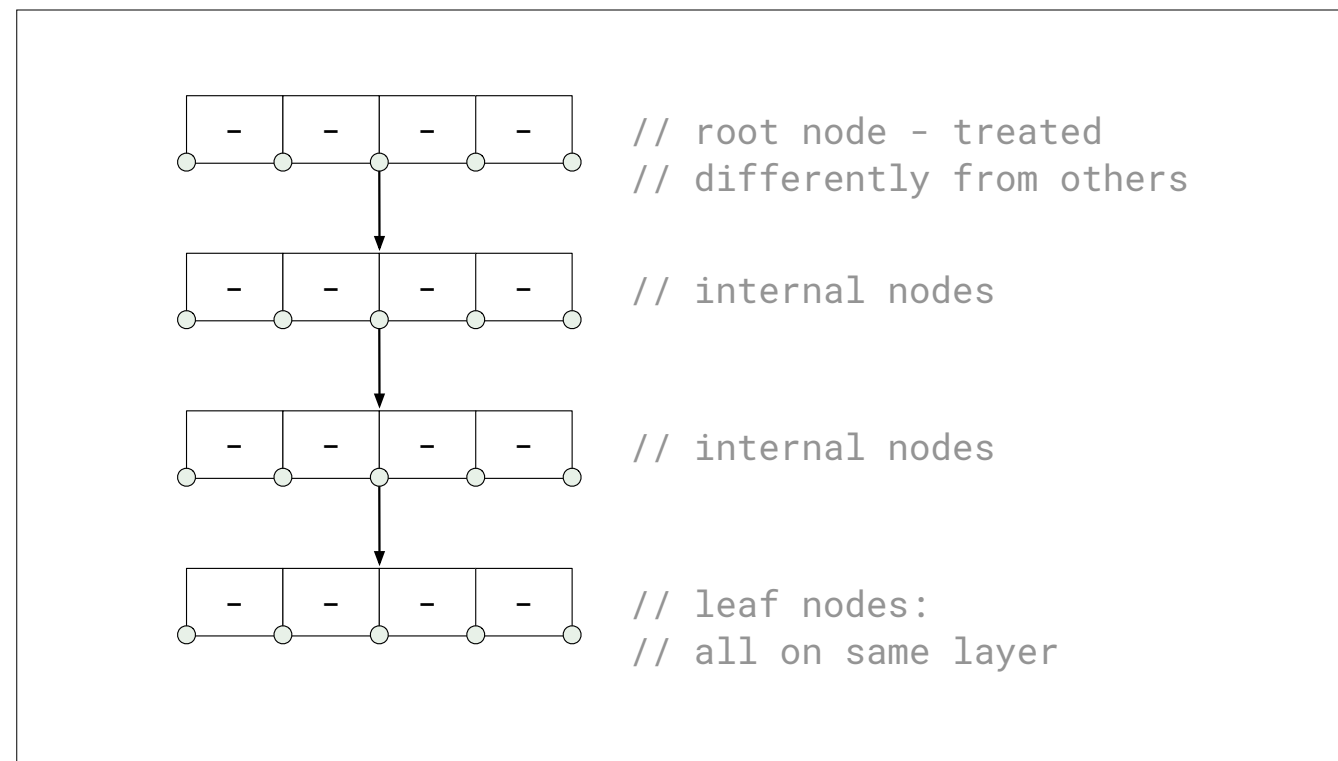 - - - -
// root node - treated
// differently from others
- - - -
// internal nodes
- - - -
// internal nodes
- - - -
// leaf nodes:
// all on same layer